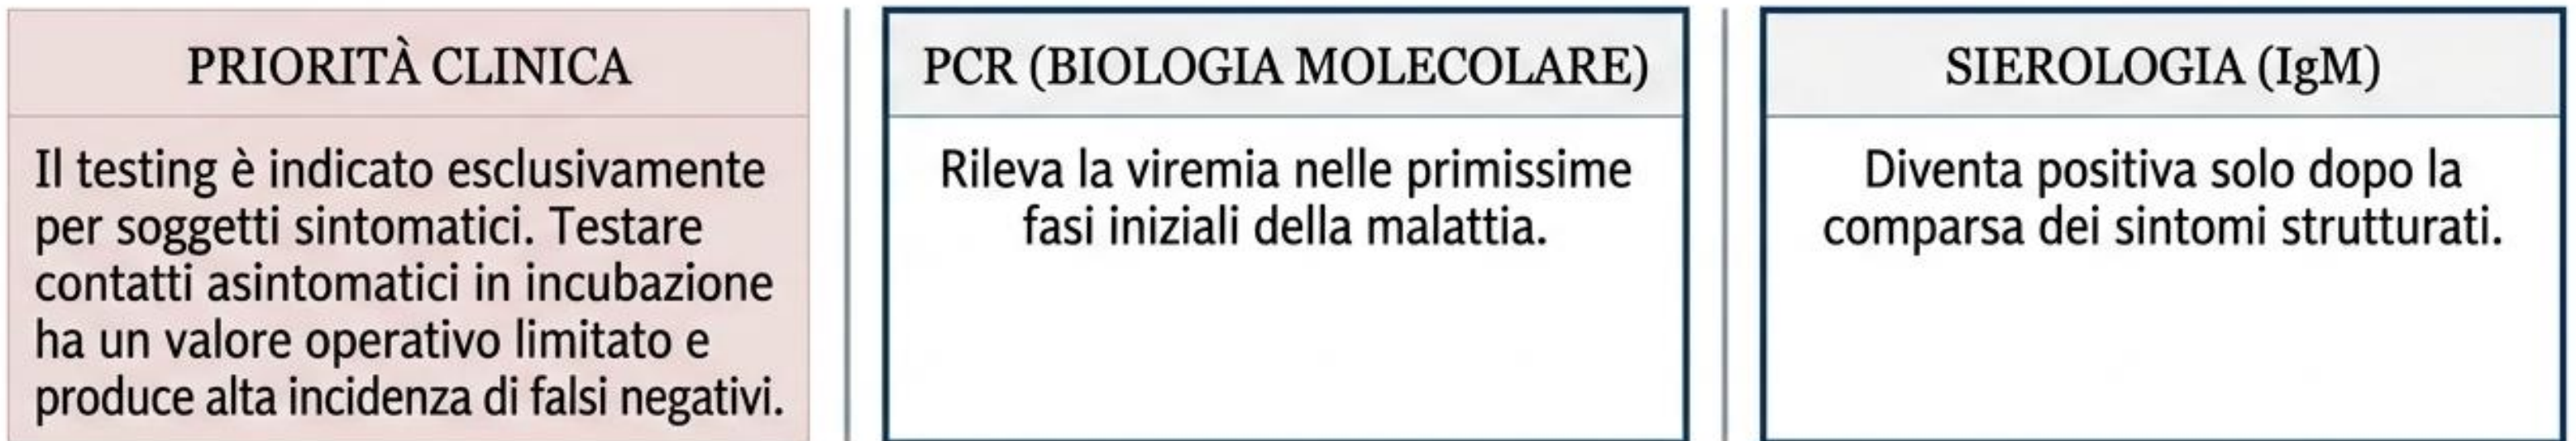 PRIORITÀ CLINICA
Il testing è indicato esclusivamente
per soggetti sintomatici. Testare
contatti asintomatici in incubazione
ha un valore operativo limitato e
produce alta incidenza di falsi negativi.
PCR (BIOLOGIA MOLECOLARE)
Rileva la viremia nelle primissime
fasi iniziali della malattia.
SIEROLOGIA (IgM)
Diventa positiva solo dopo la
comparsa dei sintomi strutturati.